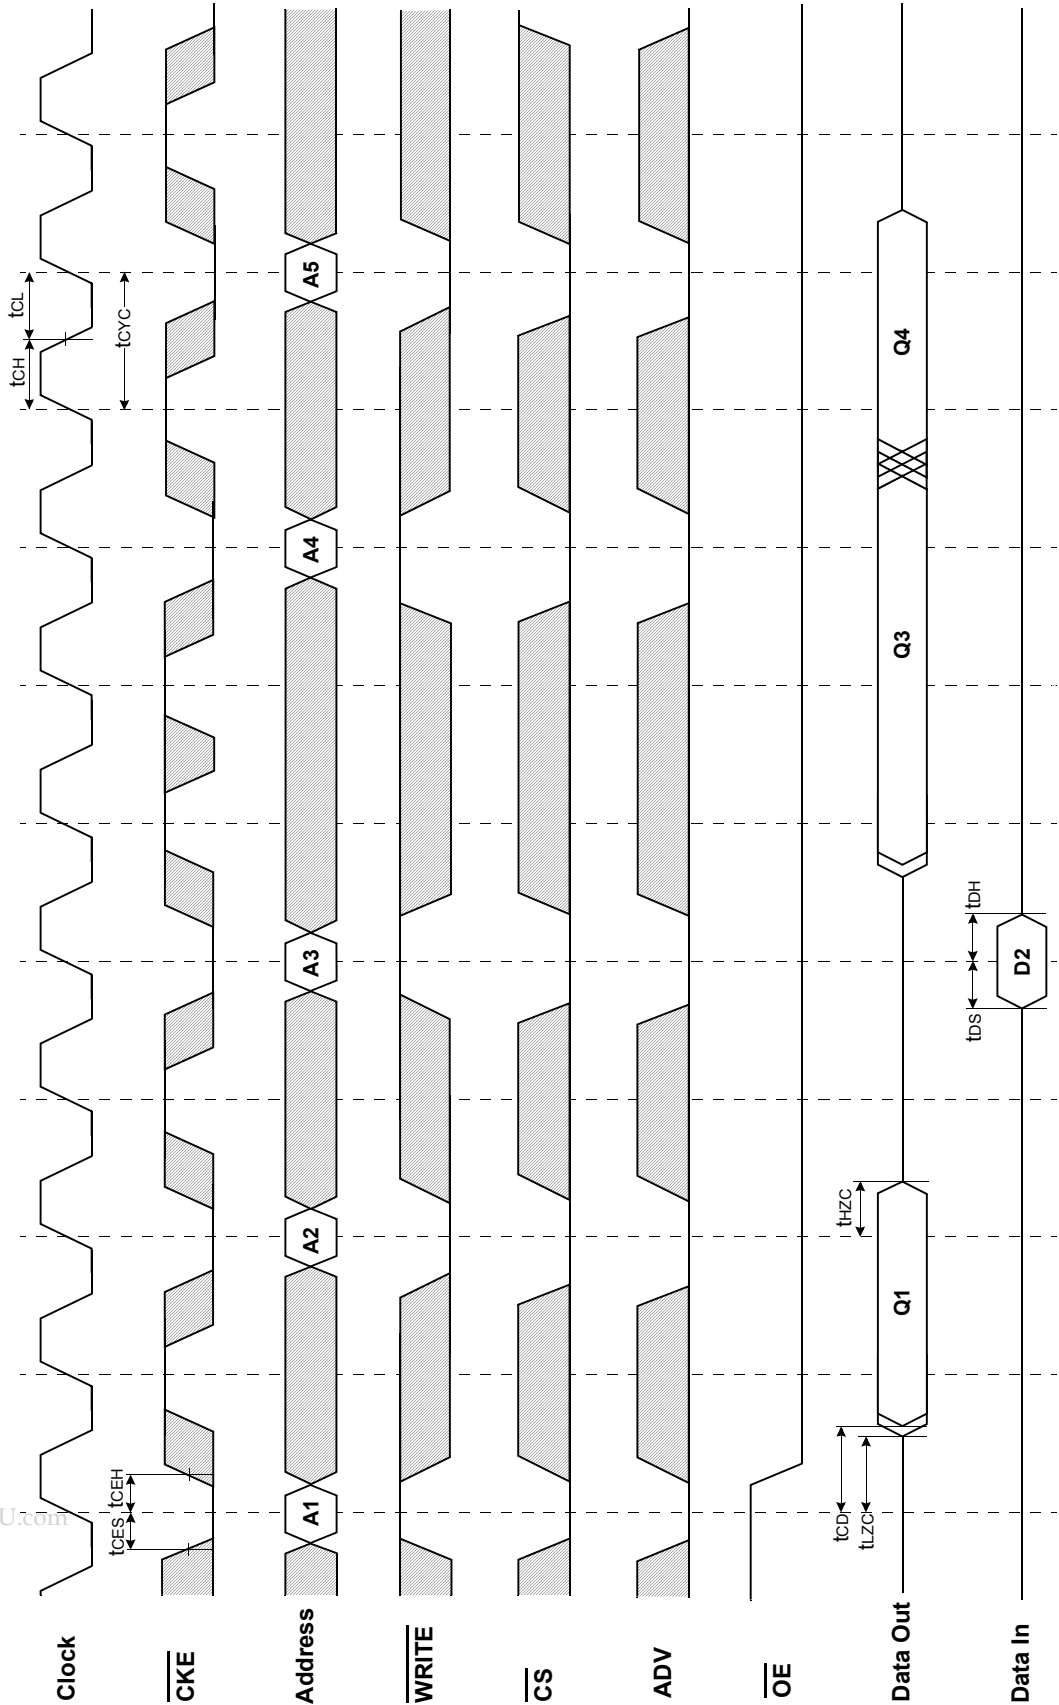 Clock
tCH
tCL
tCYC
tCES
tCEH
CKE
Address
A1
A2
A3
A4
A5
WRITE
CS
ADV
OE
Data Out
tCD
tLZC
Q1
tHZC
Q3
Q4
Data In
tDS
tDH
D2
U.com